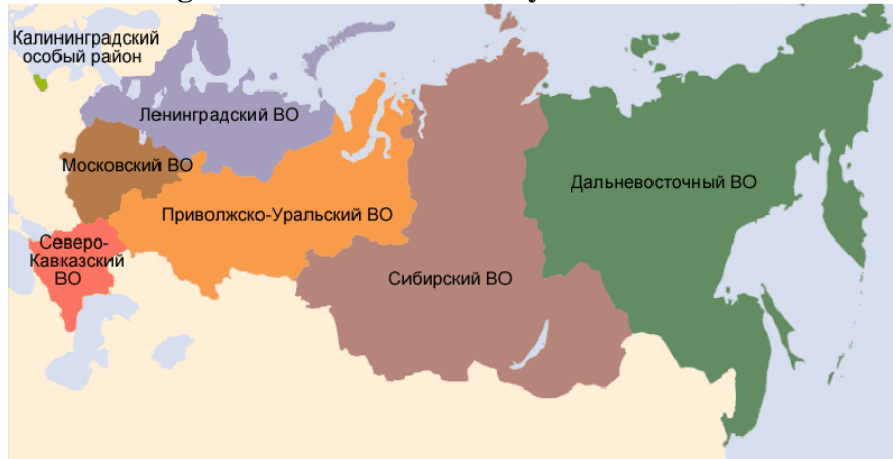 Калининградский
особый район
Ленинградский ВО
Московский ВО
Дальневосточный ВО
Приволжско-Уральский ВО
Северо-
Кавказский
ВО
Сибирский ВО